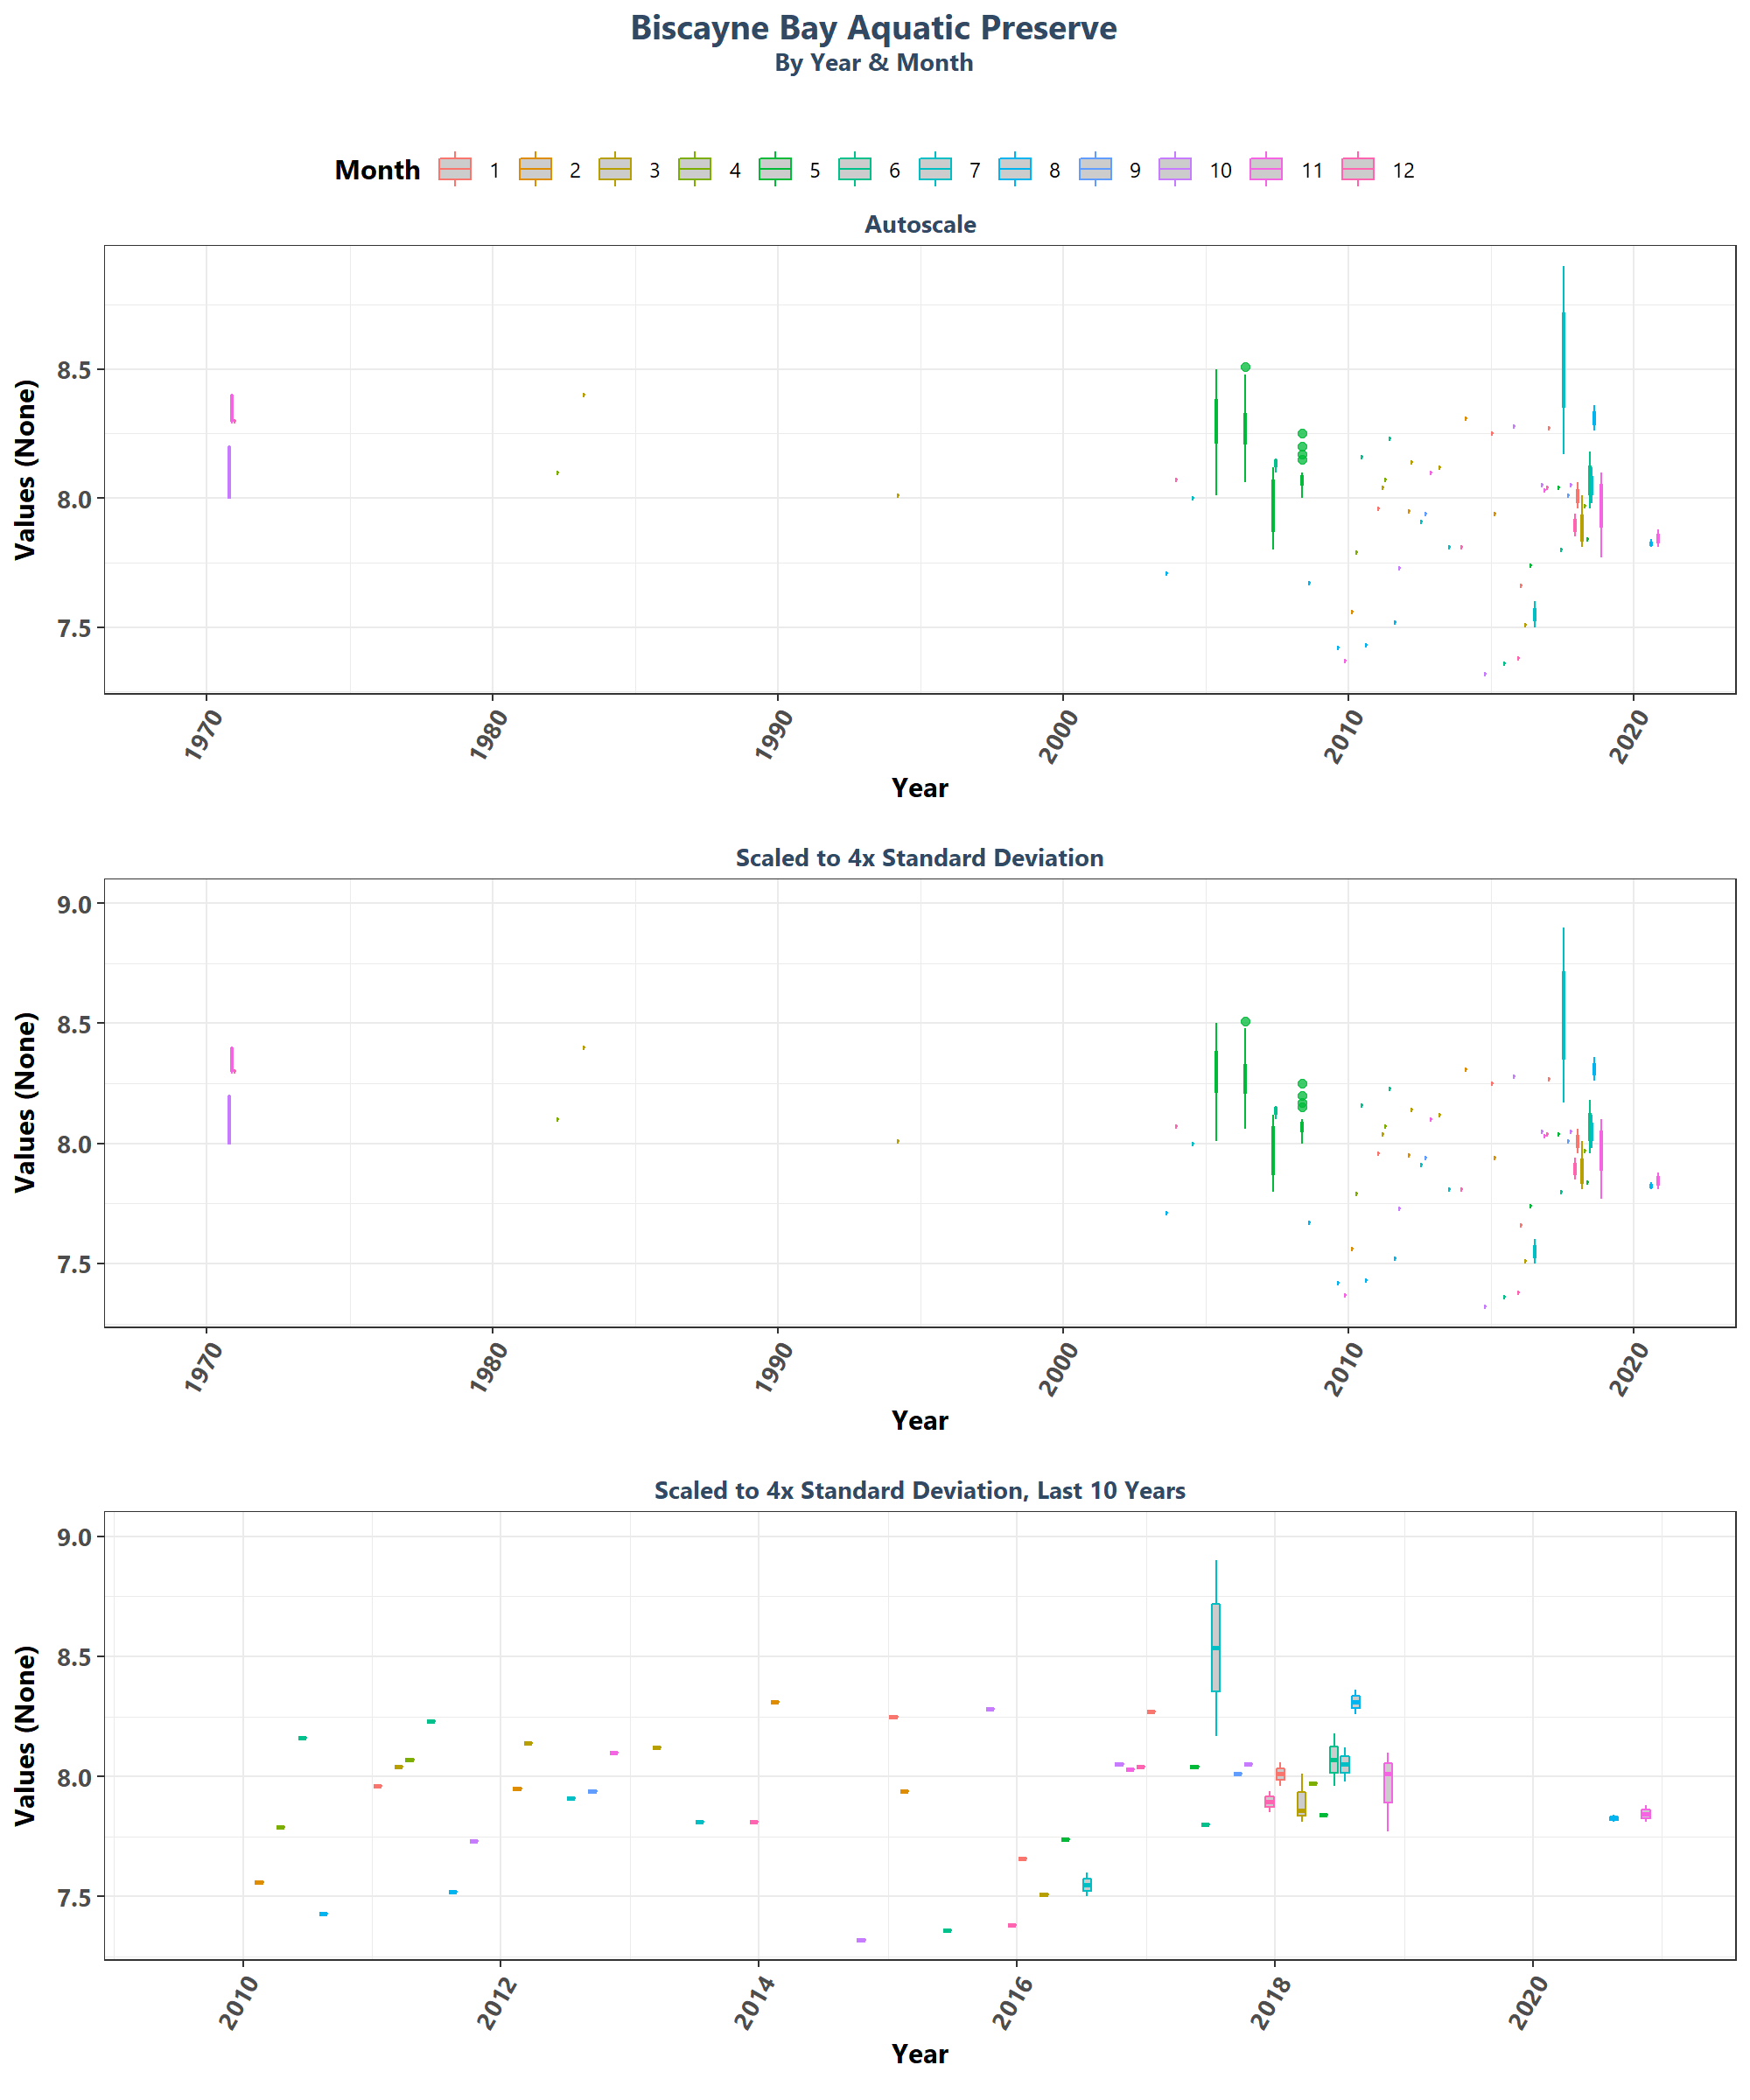 Biscayne Bay Aquatic Preserve
By Year & Month
Month 1 2 3 4 5 6 7 8 9 10 11 12
Autoscale
Values (None)
8.5
8.0
7.5
1970 1980 1990 2000 2010 2020
Year
Scaled to 4x Standard Deviation
Values (None)
9.0
8.5
8.0
7.5
1970 1980 1990 2000 2010 2020
Year
Scaled to 4x Standard Deviation, Last 10 Years
Values (None)
9.0
8.5
8.0
7.5
2010 2012 2014 2016 2018 2020
Year